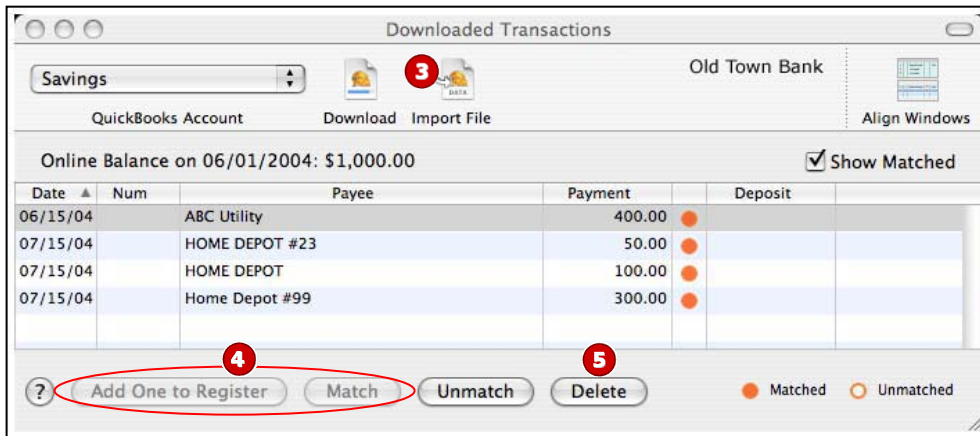 Downloaded Transactions
Savings
3
DATA
Old Town Bank
QuickBooks Account Download Import File Align Windows
Online Balance on 06/01/2004: $1,000.00 Show Matched
Date Num Payee Payment Deposit
06/15/04 ABC Utility 400.00
07/15/04 HOME DEPOT #23 50.00
07/15/04 HOME DEPOT 100.00
07/15/04 Home Depot #99 300.00
4 5
? Add One to Register Match Unmatch Delete Matched Unmatched